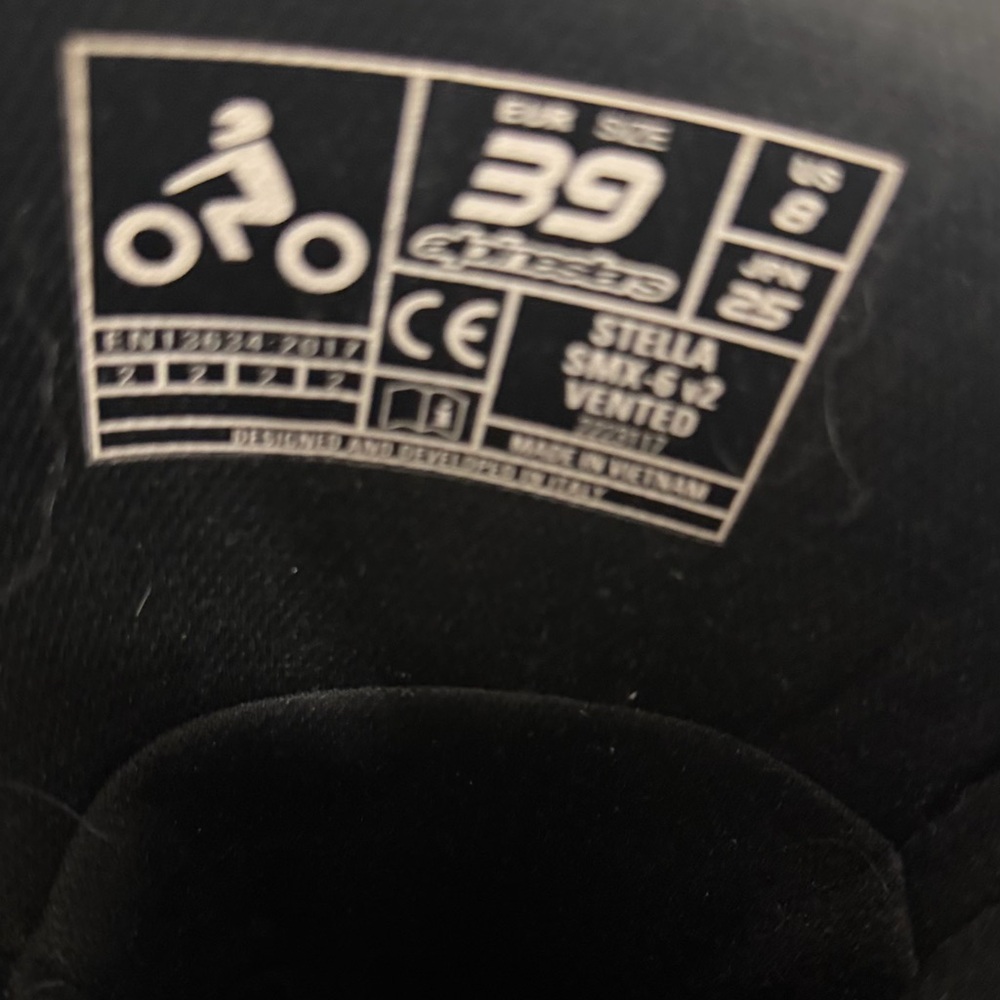 EUR SIZE
39
alpinestars
US
8
JPN
25
EN13634:2017
2 2 2 2
CE
i
STELLA
SMX-6 v2
VENTED
MADE IN VIETNAM
DESIGNED AND DEVELOPED IN ITALY